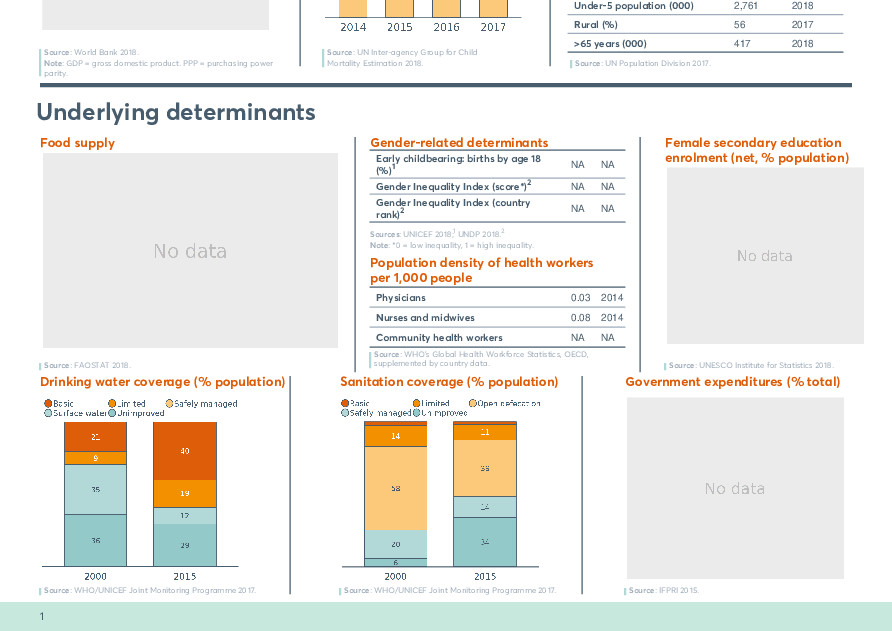 2014 2015 2016 2017
Under-5 population (000) 2,761 2018
Rural (%) 56 2017
>65 years (000) 417 2018
Source: World Bank 2018.
Note: GDP = gross domestic product. PPP = purchasing power
parity.
Source: UN Inter-agency Group for Child
Mortality Estimation 2018.
Source: UN Population Division 2017.
Underlying determinants
Food supply
No data
Source: FAOSTAT 2018.
Gender-related determinants
Early childbearing: births by age 18
(%)1 NA NA
Gender Inequality Index (score*)2 NA NA
Gender Inequality Index (country
rank)2 NA NA
Sources: UNICEF 2018;1 UNDP 2018.2
Note: *0 = low inequality, 1 = high inequality.
Population density of health workers
per 1,000 people
Physicians 0.03 2014
Nurses and midwives 0.08 2014
Community health workers NA NA
Source: WHO's Global Health Workforce Statistics, OECD,
supplemented by country data.
Female secondary education
enrolment (net, % population)
No data
Source: UNESCO Institute for Statistics 2018.
Drinking water coverage (% population)
Basic Limited Safely managed
Surface water Unimproved
21 40
9 19
35 12
36 29
2000 2015
Source: WHO/UNICEF Joint Monitoring Programme 2017.
Sanitation coverage (% population)
Basic Limited Open defecation
Safely managed Unimproved
14 11
58
20 14
6 34
2000 2015
Source: WHO/UNICEF Joint Monitoring Programme 2017.
Government expenditures (% total)
No data
Source: IFPRI 2015.
1